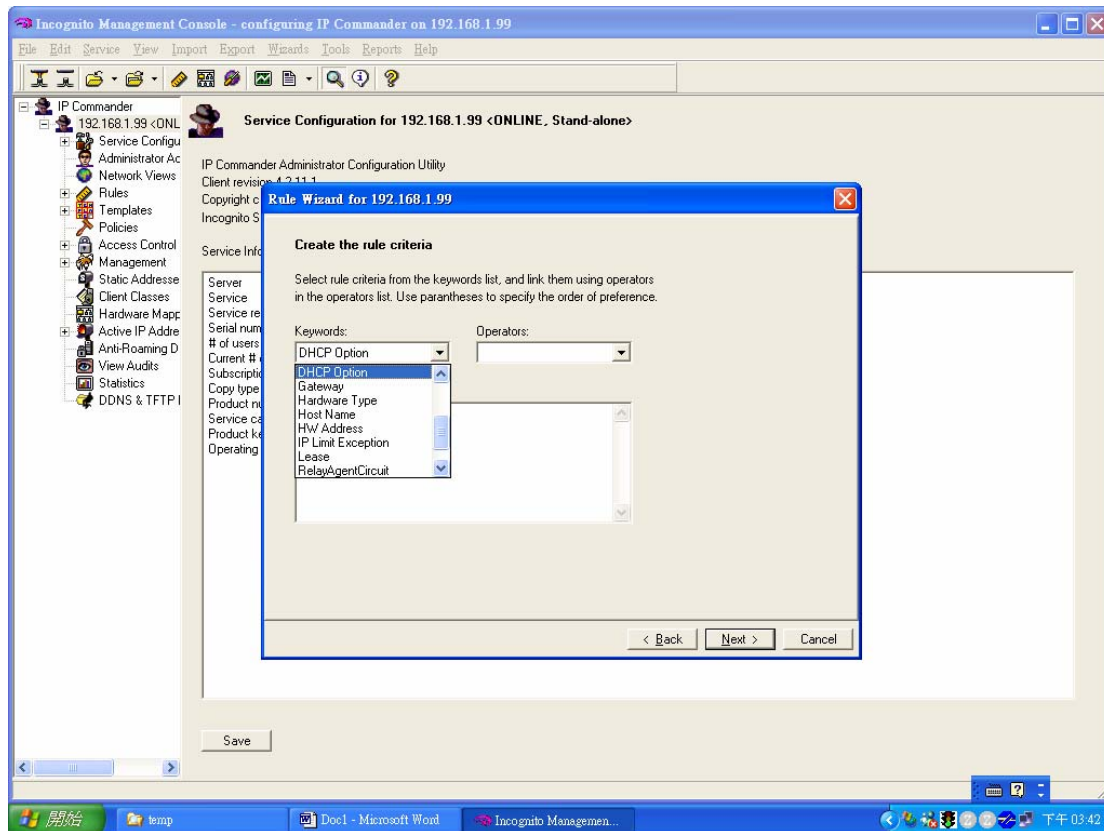 Incognito Management Console - configuring IP Commander on 192.168.1.99
File Edit Service View Import Export Wizards Tools Reports Help
IP Commander
192.168.1.99 <ONL
Service Configu
Administrator Ac
Network Views
Rules
Templates
Policies
Access Control
Management
Static Addresse
Client Classes
Hardware Mapp
Active IP Addre
Anti-Roaming D
View Audits
Statistics
DDNS & TFTP
Service Configuration for 192.168.1.99 <ONLINE, Stand-alone>
IP Commander Administrator Configuration Utility
Client revision 4.2.11.1
Copyright c
Incognito S
Service Info
Server
Service
Service re
Serial num
# of users
Current #
Subscriptio
Copy type
Product nu
Service ca
Product ke
Operating
Rule Wizard for 192.168.1.99
Create the rule criteria
Select rule criteria from the keywords list, and link them using operators
in the operators list. Use parantheses to specify the order of preference.
Keywords: Operators:
DHCP Option
DHCP Option
Gateway
Hardware Type
Host Name
HW Address
IP Limit Exception
Lease
RelayAgentCircuit
< Back Next > Cancel
Save
開始 temp Doc1 - Microsoft Word Incognito Managemen... 下午 03:42